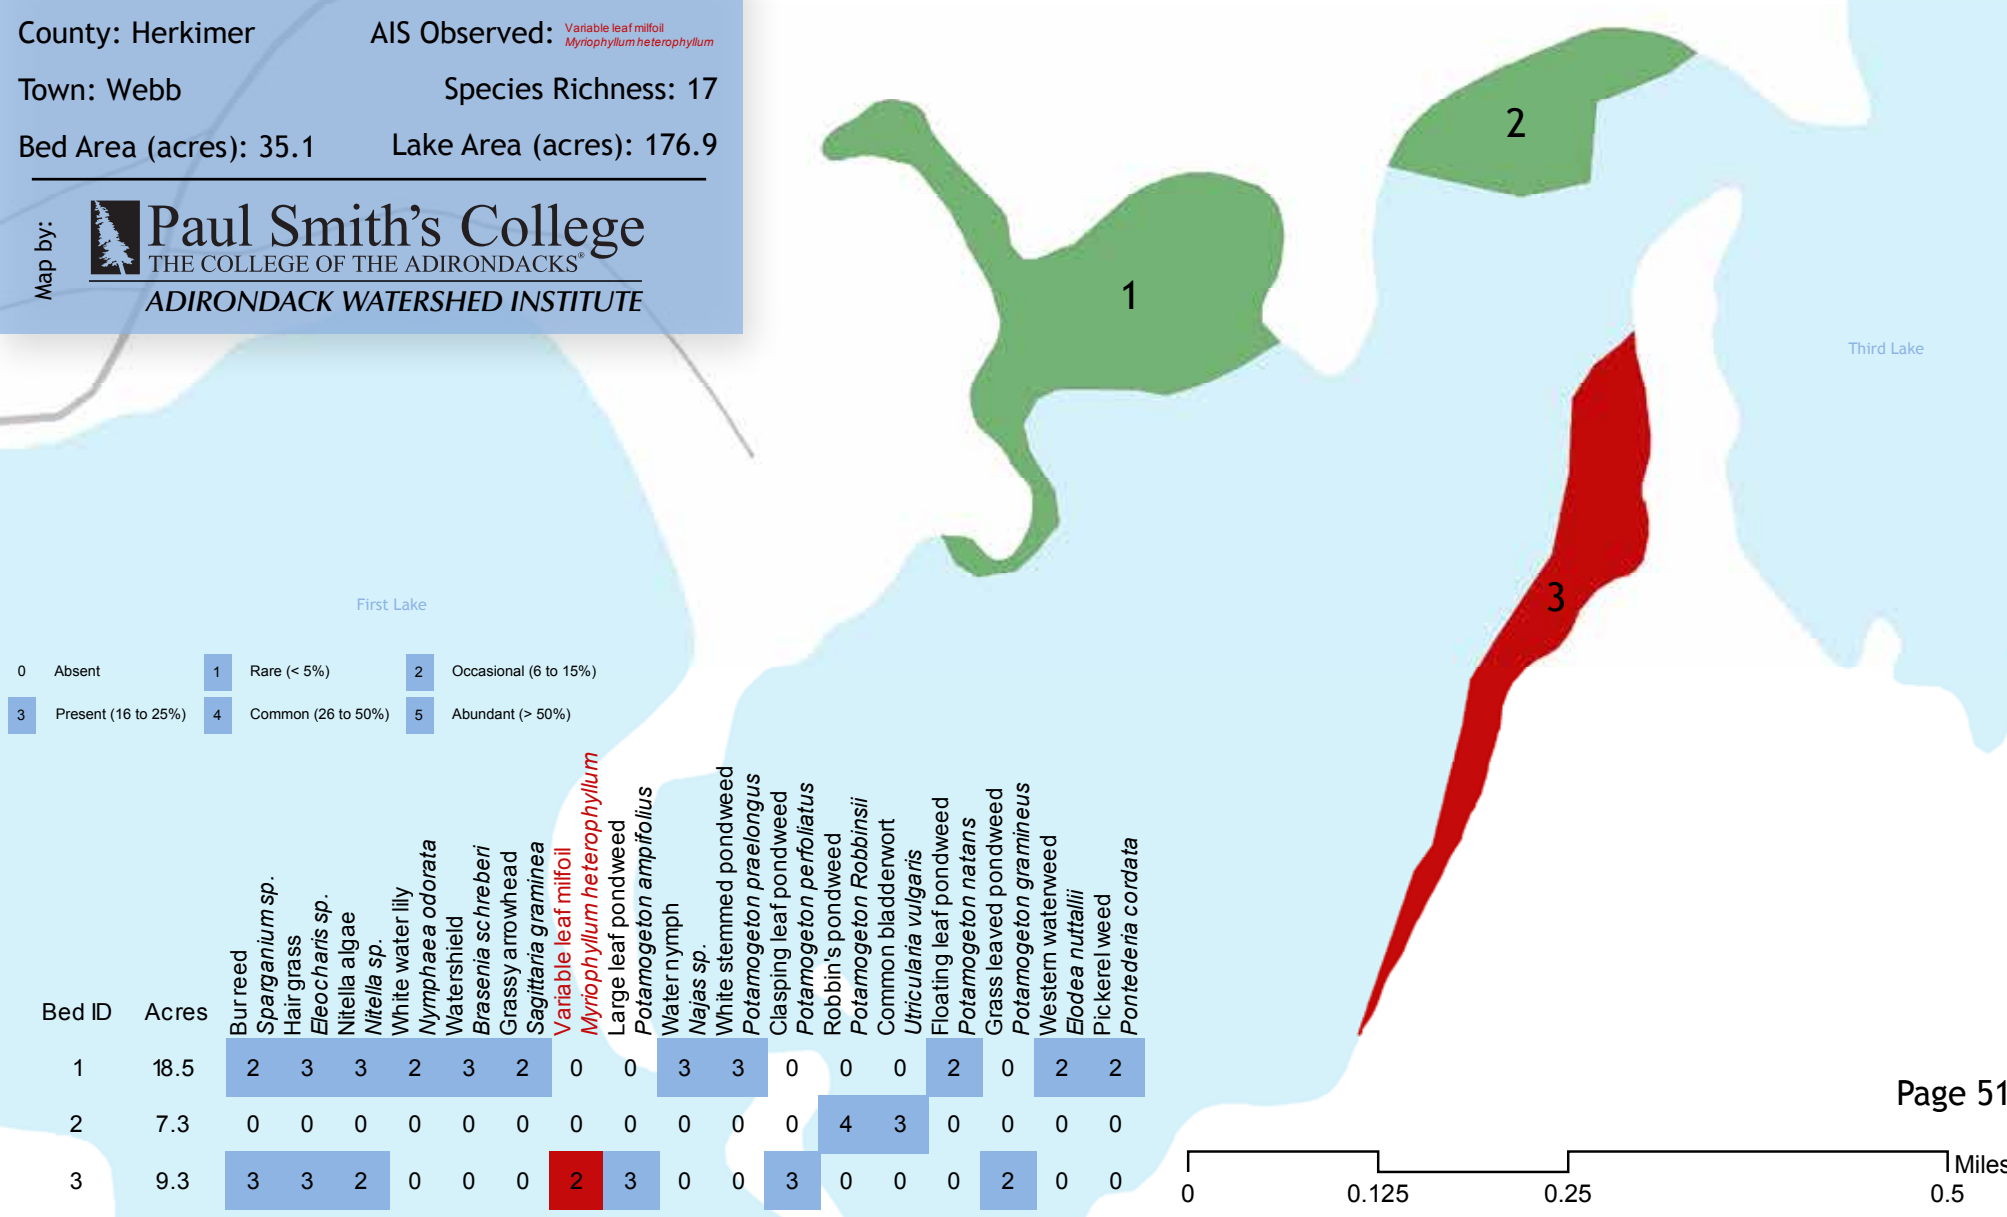 County: Herkimer
AIS Observed: Variable leaf milfoil
Myriophyllum heterophyllum
Town: Webb
Species Richness: 17
Bed Area (acres): 35.1
Lake Area (acres): 176.9
Map by:
Paul Smith's College
THE COLLEGE OF THE ADIRONDACKS®
ADIRONDACK WATERSHED INSTITUTE
1
2
3
Third Lake
First Lake
0 Absent
1 Rare (< 5%)
2 Occasional (6 to 15%)
3 Present (16 to 25%)
4 Common (26 to 50%)
5 Abundant (> 50%)
Bed ID
Acres
Bur reed
Sparganium sp.
Hair grass
Eleocharis sp.
Nitella algae
Nitella sp.
White water lily
Nymphaea odorata
Watershield
Brasenia schreberi
Grassy arrowhead
Sagittaria graminea
Variable leaf milfoil
Myriophyllum heterophyllum
Large leaf pondweed
Potamogeton ampifolius
Water nymph
Najas sp.
White stemmed pondweed
Potamogeton praelongus
Clasping leaf pondweed
Potamogeton perfoliatus
Robbin's pondweed
Potamogeton Robbinsii
Common bladderwort
Utricularia vulgaris
Floating leaf pondweed
Potamogeton natans
Grass leaved pondweed
Potamogeton gramineus
Western waterweed
Elodea nuttallii
Pickerel weed
Pontederia cordata
1 18.5 2 3 3 2 3 2 0 0 3 3 0 0 0 2 0 2 2
2 7.3 0 0 0 0 0 0 0 0 0 0 0 4 3 0 0 0 0
3 9.3 3 3 2 0 0 0 2 3 0 0 3 0 0 0 2 0 0
Page 51
Miles
0 0.125 0.25 0.5